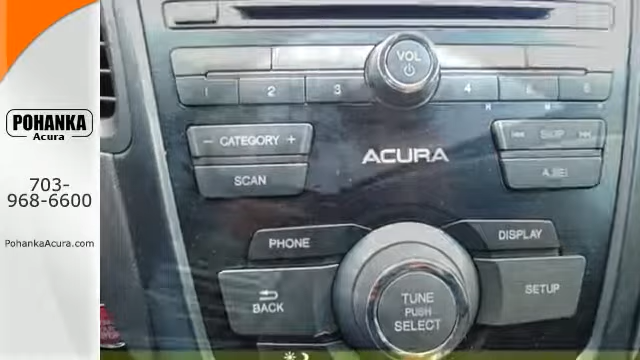 POHANKA
Acura
703-
968-6600
PohankaAcura.com
VOL
1 2 3 4 5 6
- CATEGORY +
SCAN
ACURA
SKIP
A.SEL
PHONE
DISPLAY
BACK
SETUP
TUNE
PUSH
SELECT